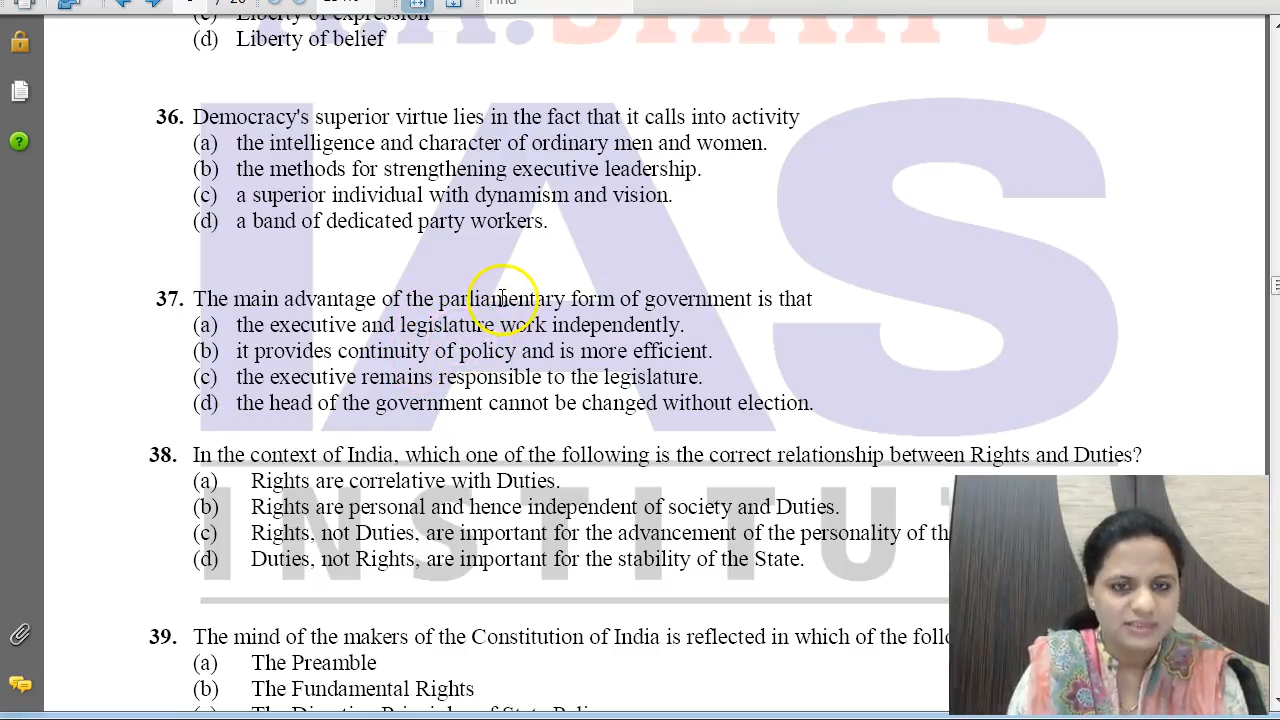 Find
(c) Liberty of expression
(d) Liberty of belief
36. Democracy's superior virtue lies in the fact that it calls into activity
(a) the intelligence and character of ordinary men and women.
(b) the methods for strengthening executive leadership.
(c) a superior individual with dynamism and vision.
(d) a band of dedicated party workers.
37. The main advantage of the parliamentary form of government is that
(a) the executive and legislature work independently.
(b) it provides continuity of policy and is more efficient.
(c) the executive remains responsible to the legislature.
(d) the head of the government cannot be changed without election.
38. In the context of India, which one of the following is the correct relationship between Rights and Duties?
(a) Rights are correlative with Duties.
(b) Rights are personal and hence independent of society and Duties.
(c) Rights, not Duties, are important for the advancement of the personality of th
(d) Duties, not Rights, are important for the stability of the State.
39. The mind of the makers of the Constitution of India is reflected in which of the follo
(a) The Preamble
(b) The Fundamental Rights
IAS
INSTITUT